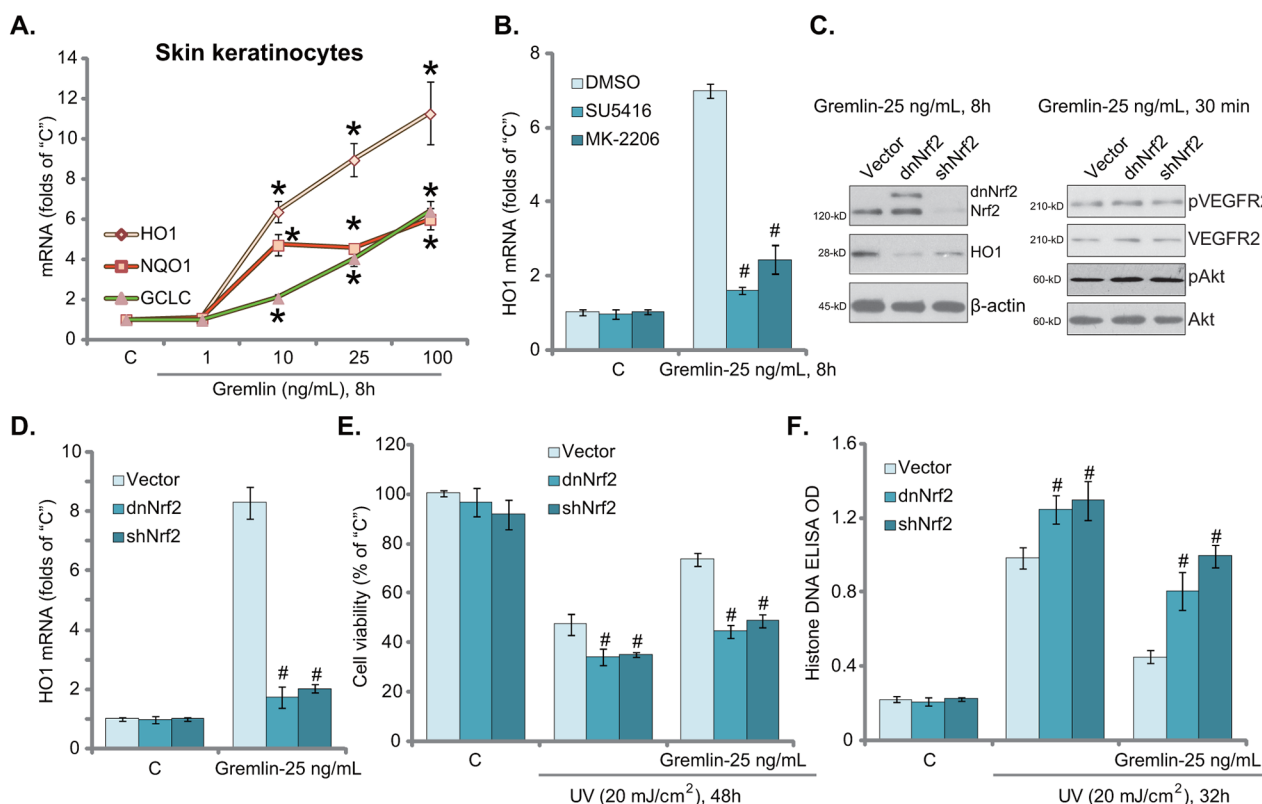 A.
Skin keratinocytes
mRNA (folds of “C”)
14
12
10
8
6
4
2
0
HO1
NQO1
GCLC
*
*
*
*
*
*
*
*
*
C 1 10 25 100
Gremlin (ng/mL), 8h
B.
HO1 mRNA (folds of “C”)
8
6
4
2
0
DMSO
SU5416
MK-2206
#
#
C Gremlin-25 ng/mL, 8h
C.
Gremlin-25 ng/mL, 8h
Vector dnNrf2 shNrf2
dnNrf2
120-kD Nrf2
28-kD HO1
45-kD β-actin
Gremlin-25 ng/mL, 30 min
Vector dnNrf2 shNrf2
210-kD pVEGFR2
210-kD VEGFR2
60-kD pAkt
60-kD Akt
D.
HO1 mRNA (folds of “C”)
10
8
6
4
2
0
Vector
dnNrf2
shNrf2
# #
C Gremlin-25 ng/mL
E.
Cell viability (% of “C”)
120
100
80
60
40
20
0
Vector
dnNrf2
shNrf2
# #
# #
C Gremlin-25 ng/mL
UV (20 mJ/cm²), 48h
F.
Histone DNA ELISA OD
1.6
1.2
0.8
0.4
0
Vector
dnNrf2
shNrf2
# #
# #
C Gremlin-25 ng/mL
UV (20 mJ/cm²), 32h